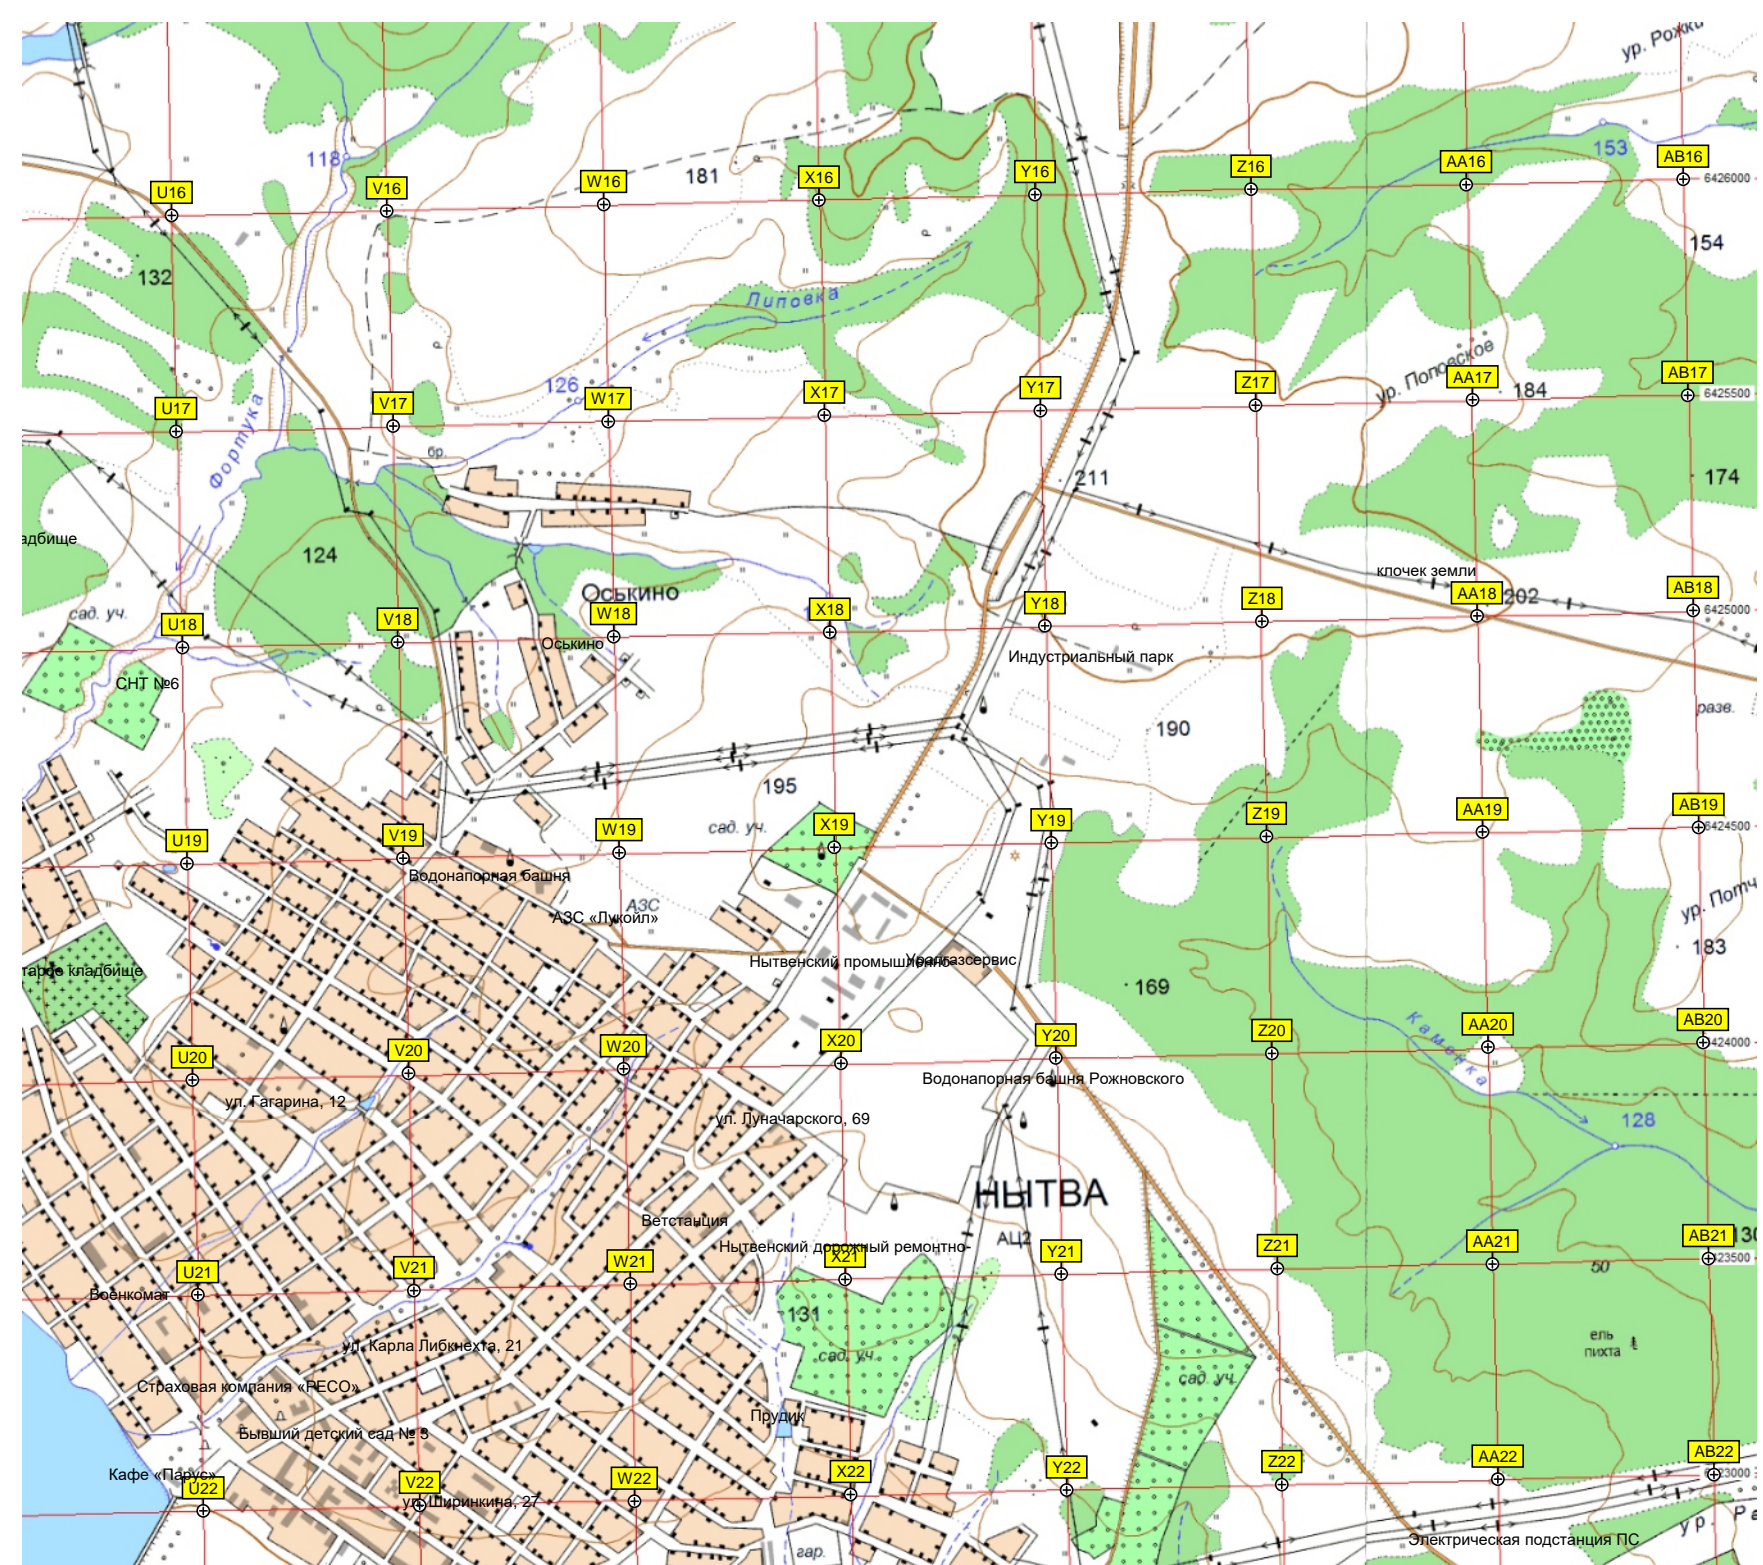 ур. Рожки
118
153
181
U16
V16
W16
X16
Y16
Z16
AA16
AB16
6426000
132
154
Липовка
126
ур. Поповское
184
U17
V17
W17
X17
Y17
Z17
AA17
AB17
6425500
Фортука
бр.
211
174
адбище
124
клочек земли
202
сад. уч.
Оськино
U18
V18
W18
X18
Y18
Z18
AA18
AB18
6425000
Оськино
Индустриальный парк
СНТ №6
190
разв.
195
сад. уч.
U19
V19
W19
X19
Y19
Z19
AA19
AB19
6424500
Водонапорная башня
АЗС
АЗС «Лукойл»
ур. Потч
183
тарое кладбище
Нытвенский промышленно-
Уралгазсервис
169
Каменка
U20
V20
W20
X20
Y20
Z20
AA20
AB20
424000
Водонапорная башня Рожновского
ул. Гагарина, 12
ул. Луначарского, 69
128
НЫТВА
Ветстанция
АЦ2
Нытвенский дорожный ремонтно-
130
U21
V21
W21
X21
Y21
Z21
AA21
AB21
23500
50
Военкомат
131
ул. Карла Либкнехта, 21
сад. уч.
ель
пихта
сад. уч.
Страховая компания «РЕСО»
Прудик
Бывший детский сад № 3
Кафе «Парус»
U22
V22
W22
X22
Y22
Z22
AA22
AB22
23000
ул. Ширинкина, 27
ур. Ра
Электрическая подстанция ПС
гар.